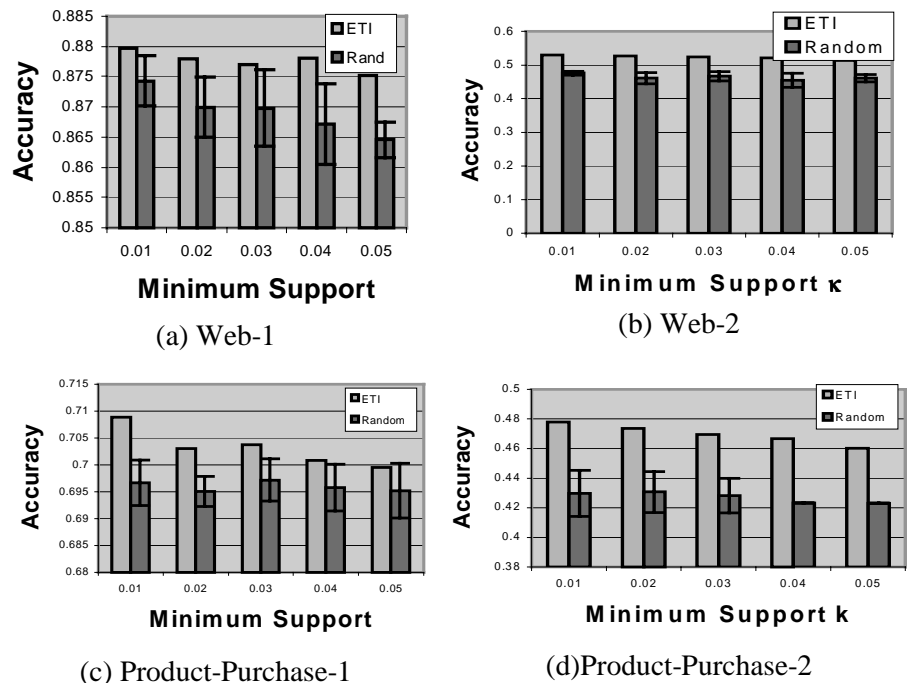 0.885
0.88
0.875
0.87
0.865
0.86
0.855
0.85
Accuracy
ETI
Rand
0.01 0.02 0.03 0.04 0.05
Minimum Support
(a) Web-1
0.6
0.5
0.4
0.3
0.2
0.1
0
Accuracy
ETI
Random
0.01 0.02 0.03 0.04 0.05
Minimum Support κ
(b) Web-2
0.715
0.71
0.705
0.7
0.695
0.69
0.685
0.68
Accuracy
ETI
Random
0.01 0.02 0.03 0.04 0.05
Minimum Support
(c) Product-Purchase-1
0.5
0.48
0.46
0.44
0.42
0.4
0.38
Accuracy
ETI
Random
0.01 0.02 0.03 0.04 0.05
Minimum Support k
(d)Product-Purchase-2